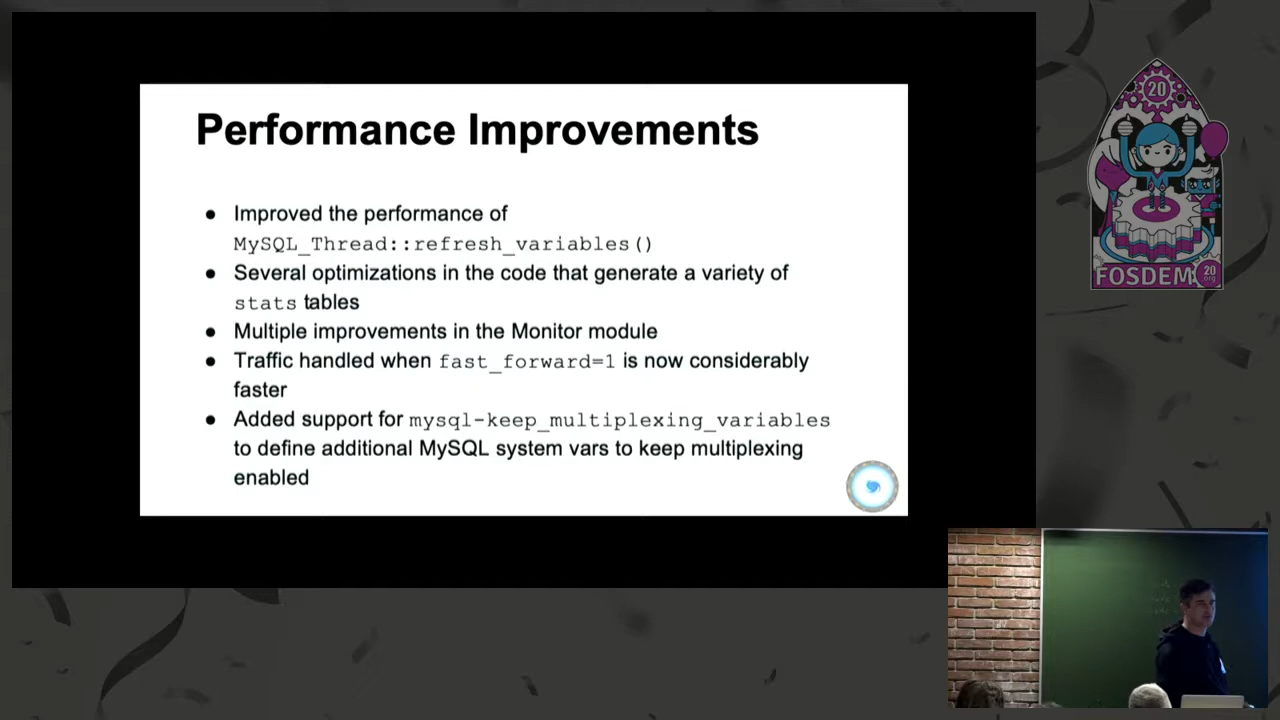 Performance Improvements
● Improved the performance of
MySQL_Thread::refresh_variables()
● Several optimizations in the code that generate a variety of
stats tables
● Multiple improvements in the Monitor module
● Traffic handled when fast_forward=1 is now considerably
faster
● Added support for mysql-keep_multiplexing_variables
to define additional MySQL system vars to keep multiplexing
enabled
20
FOSDEM
20
.org